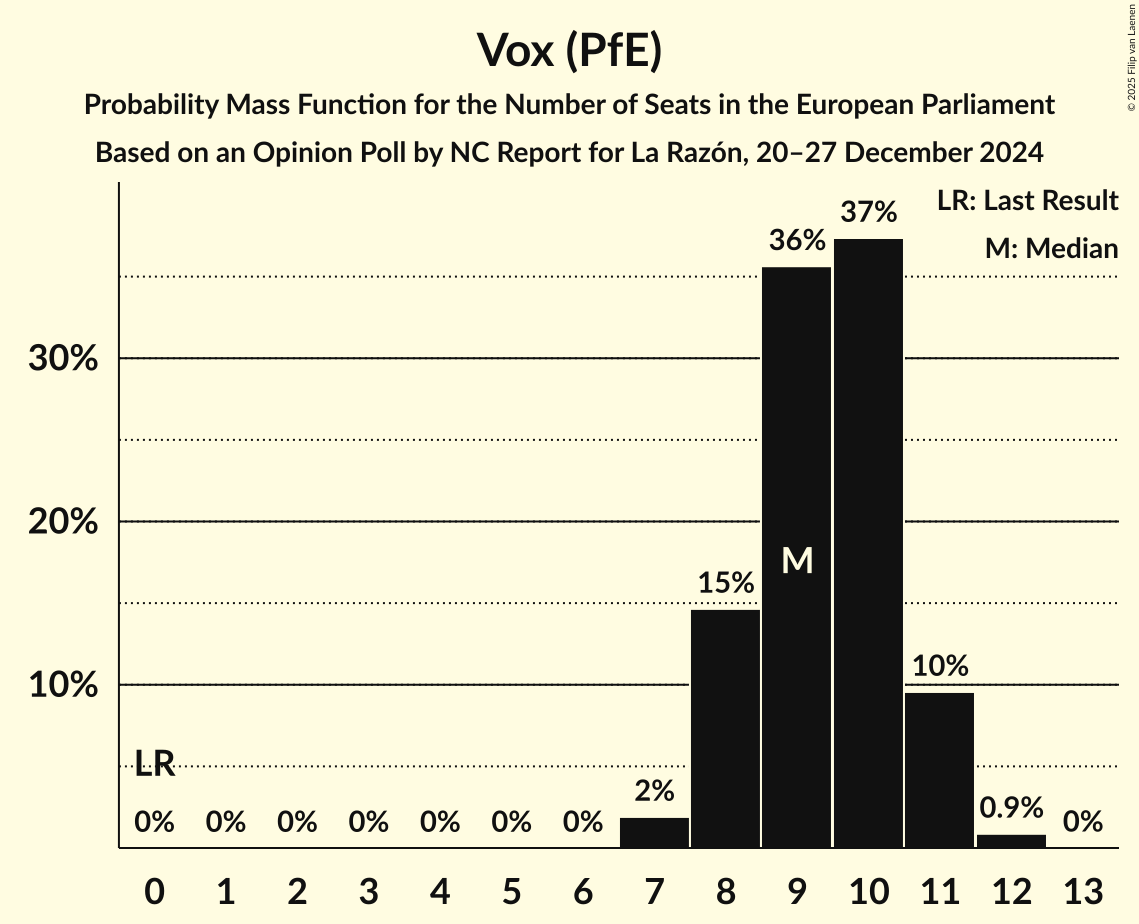 Vox (PfE)
Probability Mass Function for the Number of Seats in the European Parliament
Based on an Opinion Poll by NC Report for La Razón, 20–27 December 2024
© 2025 Filip van Laenen
LR: Last Result
M: Median
37%
36%
30%
20%
15%
M
10%
10%
LR
2%
0.9%
0% 0% 0% 0% 0% 0% 0% 0%
0 1 2 3 4 5 6 7 8 9 10 11 12 13